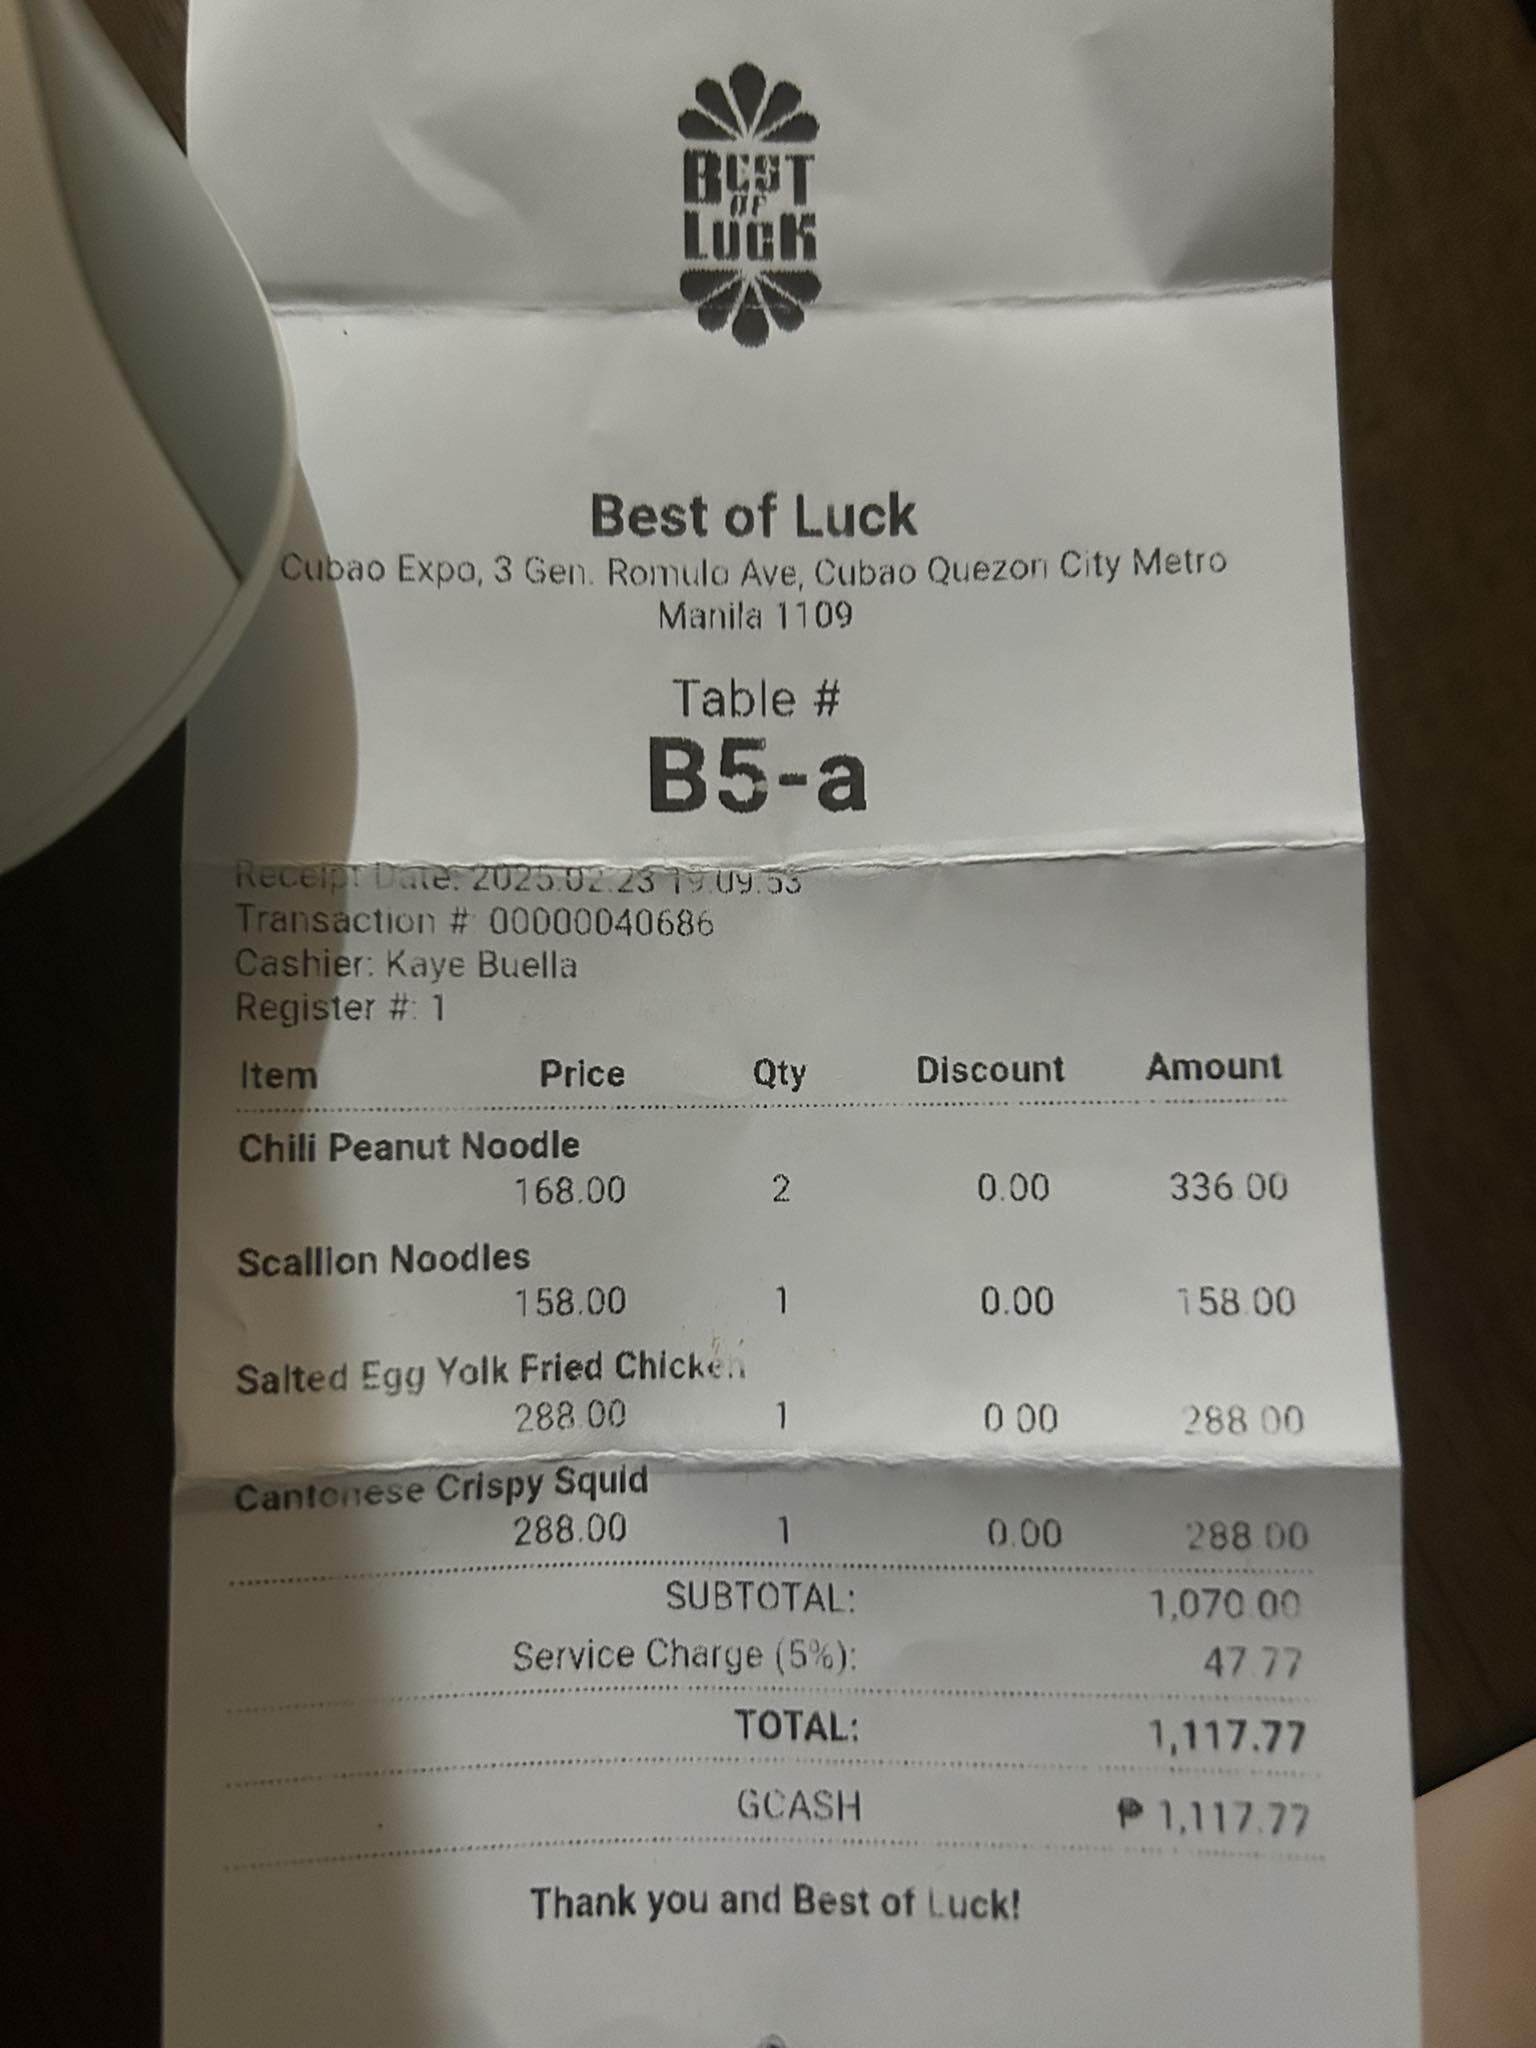 BEST
OF
LUCK
Best of Luck
Cubao Expo, 3 Gen. Romulo Ave, Cubao Quezon City Metro
Manila 1109
Table #
B5-a
Receipt Date: 2025.02.23 19:09:53
Transaction #: 00000040686
Cashier: Kaye Buella
Register #: 1
Item Price Qty Discount Amount
Chili Peanut Noodle
168.00 2 0.00 336.00
Scallion Noodles
158.00 1 0.00 158.00
Salted Egg Yolk Fried Chicken
288.00 1 0.00 288.00
Cantonese Crispy Squid
288.00 1 0.00 288.00
SUBTOTAL: 1,070.00
Service Charge (5%): 47.77
TOTAL: 1,117.77
GCASH ₱ 1,117.77
Thank you and Best of Luck!